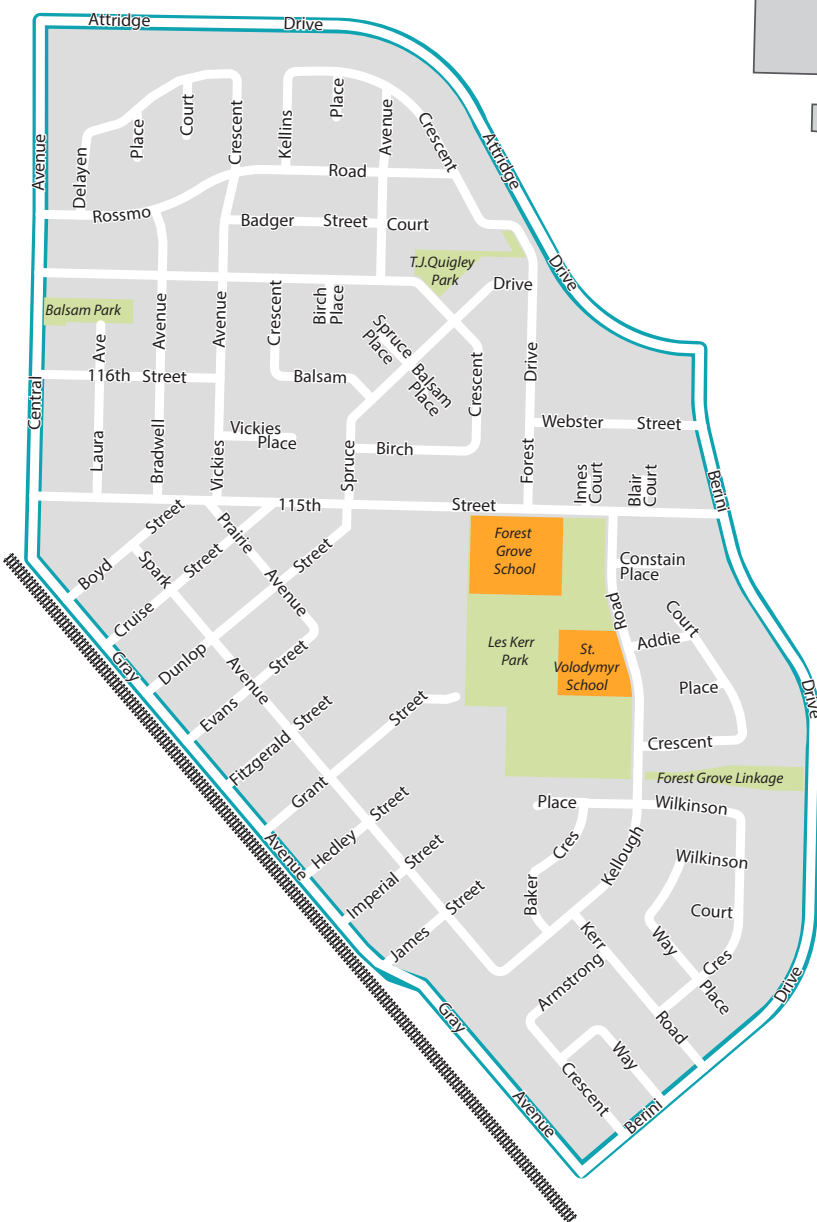 Attridge Drive
Avenue
Delayen
Place
Court
Crescent
Kellins
Place
Avenue
Crescent
Attridge
Drive
Road
Rossmo
Badger Street Court
T.J.Quigley
Park
Drive
Balsam Park
Ave
Avenue
Avenue
Crescent
Birch
Place
Spruce
Place
Balsam
Place
Balsam
Crescent
Drive
116th Street
Central
Laura
Bradwell
Vickies
Vickies
Place
Spruce
Birch
Forest
Webster Street
Innes
Court
Blair
Court
Berini
115th Street
Boyd Street
Prairie
Avenue
Spark
Avenue
Cruise Street
Dunlop Street
Evans Street
Fitzgerald Street
Grant Street
Hedley Street
Imperial Street
James Street
Gray
Avenue
Gray
Avenue
Forest
Grove
School
Les Kerr
Park
St.
Volodymyr
School
Constain
Place
Road
Addie
Court
Place
Crescent
Drive
Forest Grove Linkage
Place
Wilkinson
Cres
Baker
Kellough
Wilkinson
Court
Way
Cres
Place
Kerr
Road
Armstrong
Crescent
Way
Berini
Drive